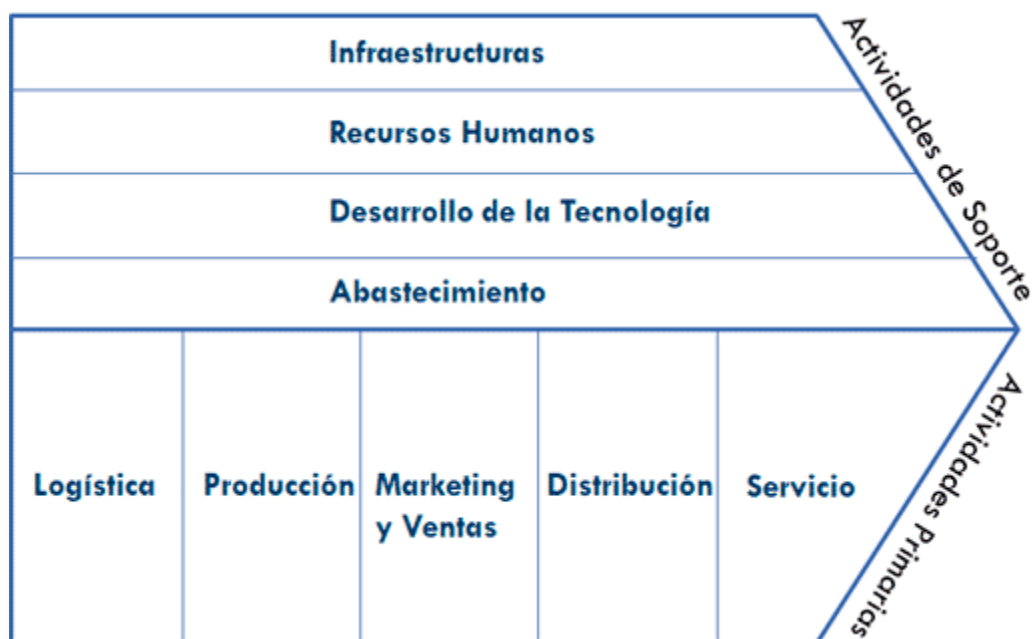 Infraestructuras
Recursos Humanos
Desarrollo de la Tecnología
Abastecimiento
Actividades de Soporte
Logística
Producción
Marketing
y Ventas
Distribución
Servicio
Actividades Primarias